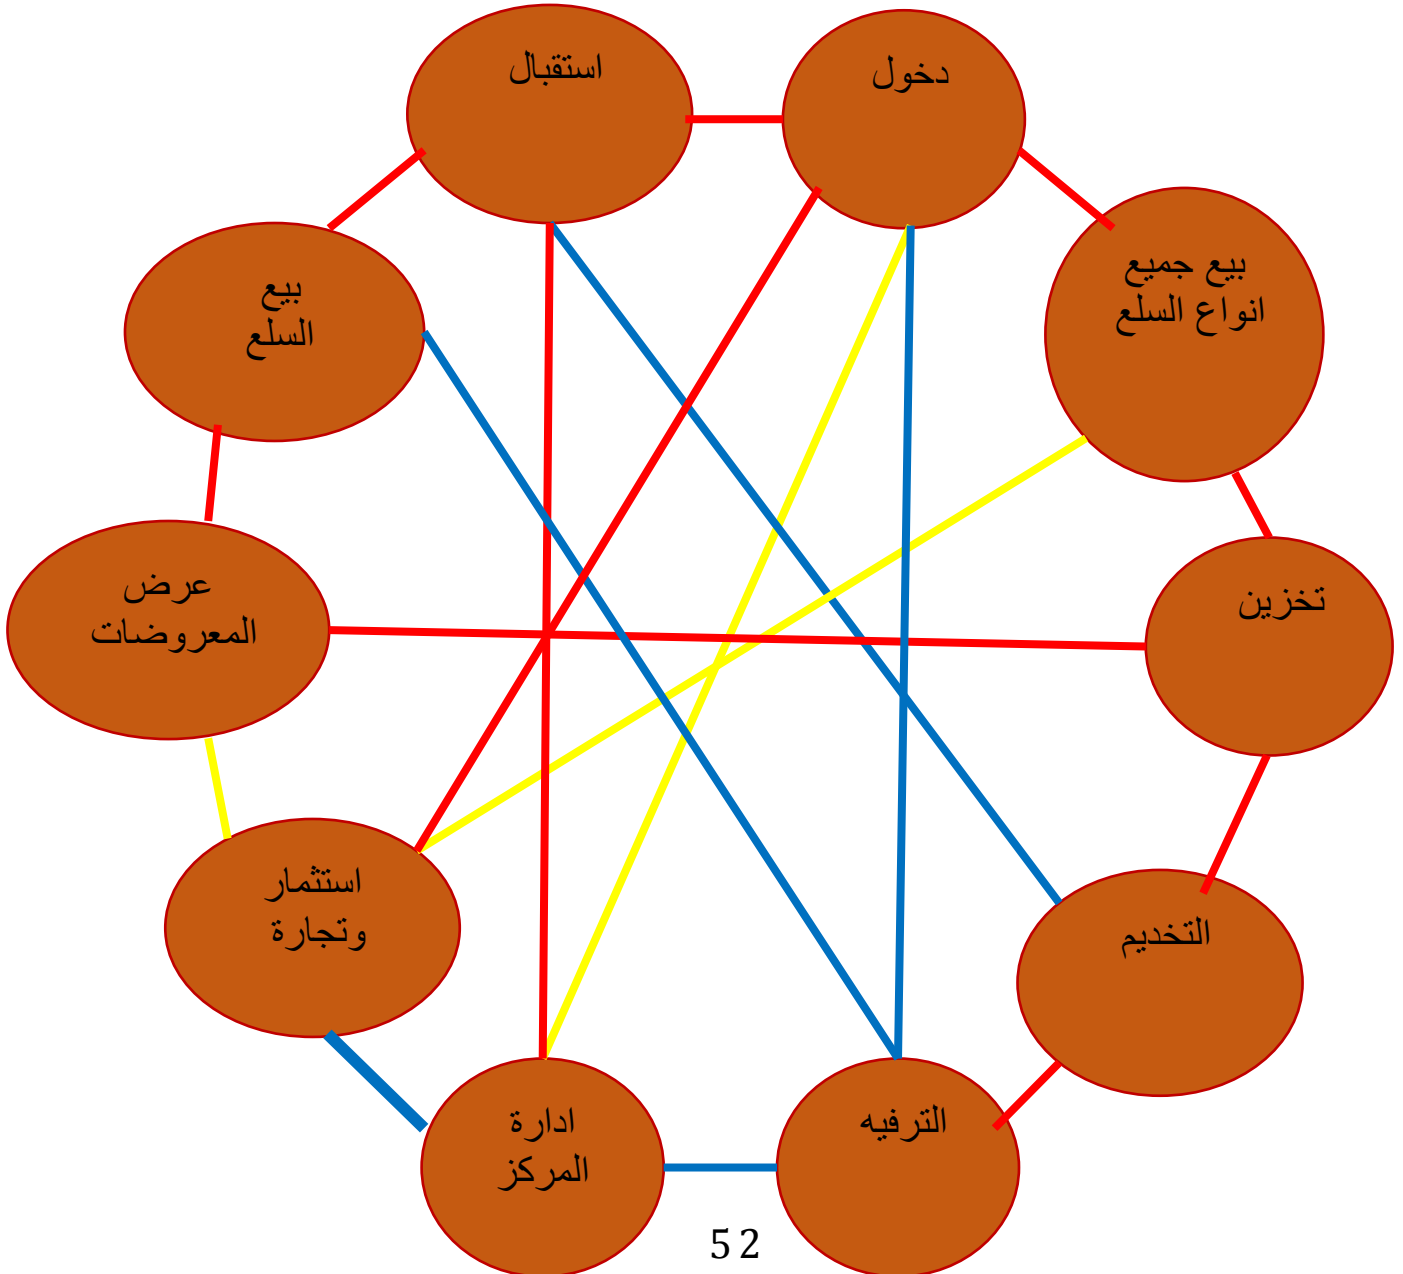 دخول
استقبال
بيع جميع
انواع السلع
بيع
السلع
تخزين
عرض
المعروضات
استثمار
وتجارة
التخديم
الترفيه
ادارة
المركز
52